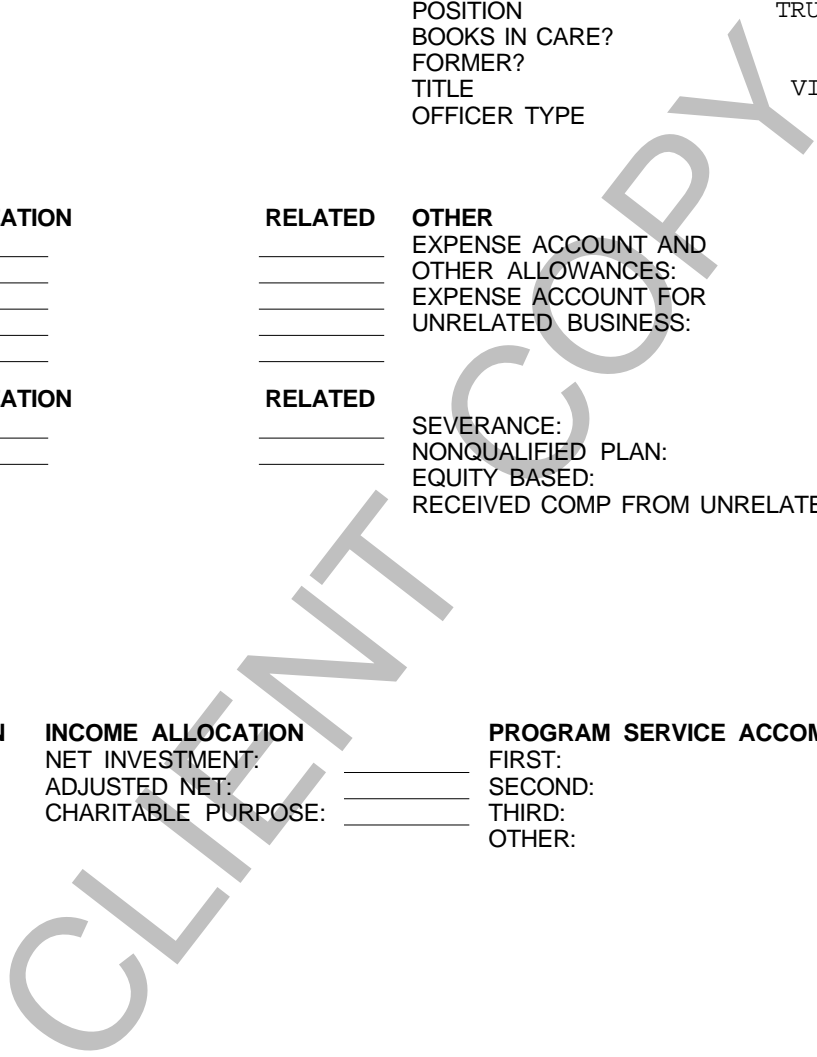 POSITION TRU
BOOKS IN CARE?
FORMER?
TITLE VI
OFFICER TYPE
ATION RELATED OTHER
EXPENSE ACCOUNT AND
OTHER ALLOWANCES:
EXPENSE ACCOUNT FOR
UNRELATED BUSINESS:
ATION RELATED
SEVERANCE:
NONQUALIFIED PLAN:
EQUITY BASED:
RECEIVED COMP FROM UNRELATE
N INCOME ALLOCATION PROGRAM SERVICE ACCOM
NET INVESTMENT: FIRST:
ADJUSTED NET: SECOND:
CHARITABLE PURPOSE: THIRD:
OTHER:
CLIENT COPY